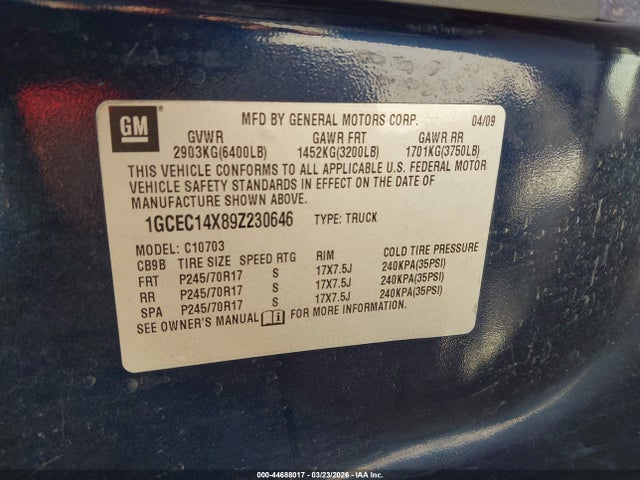 GM®
MFD BY GENERAL MOTORS CORP. 04/09
GVWR GAWR FRT GAWR RR
2903KG(6400LB) 1452KG(3200LB) 1701KG(3750LB)
THIS VEHICLE CONFORMS TO ALL APPLICABLE U.S. FEDERAL MOTOR
VEHICLE SAFETY STANDARDS IN EFFECT ON THE DATE OF
MANUFACTURE SHOWN ABOVE.
1GCEC14X89Z230646 TYPE: TRUCK
MODEL: C10703
CB9B TIRE SIZE SPEED RTG RIM COLD TIRE PRESSURE
FRT P245/70R17 S 17X7.5J 240KPA(35PSI)
RR P245/70R17 S 17X7.5J 240KPA(35PSI)
SPA P245/70R17 S 17X7.5J 240KPA(35PSI)
SEE OWNER'S MANUAL FOR MORE INFORMATION.
000-44688017 | 03/23/2026 | IAA Inc.